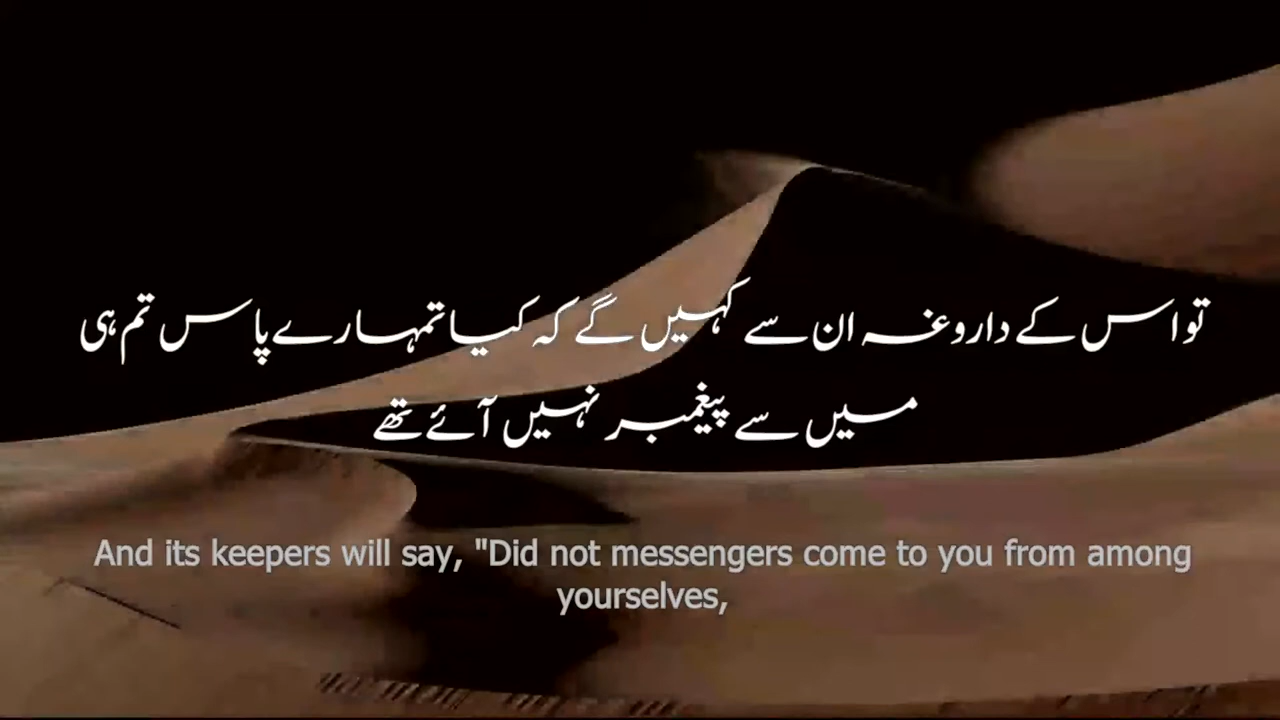 تو اس کے داروغہ ان سے کہیں گے کہ کیا تمہارے پاس تم ہی
میں سے پیغمبر نہیں آئے تھے
And its keepers will say, "Did not messengers come to you from among
yourselves,